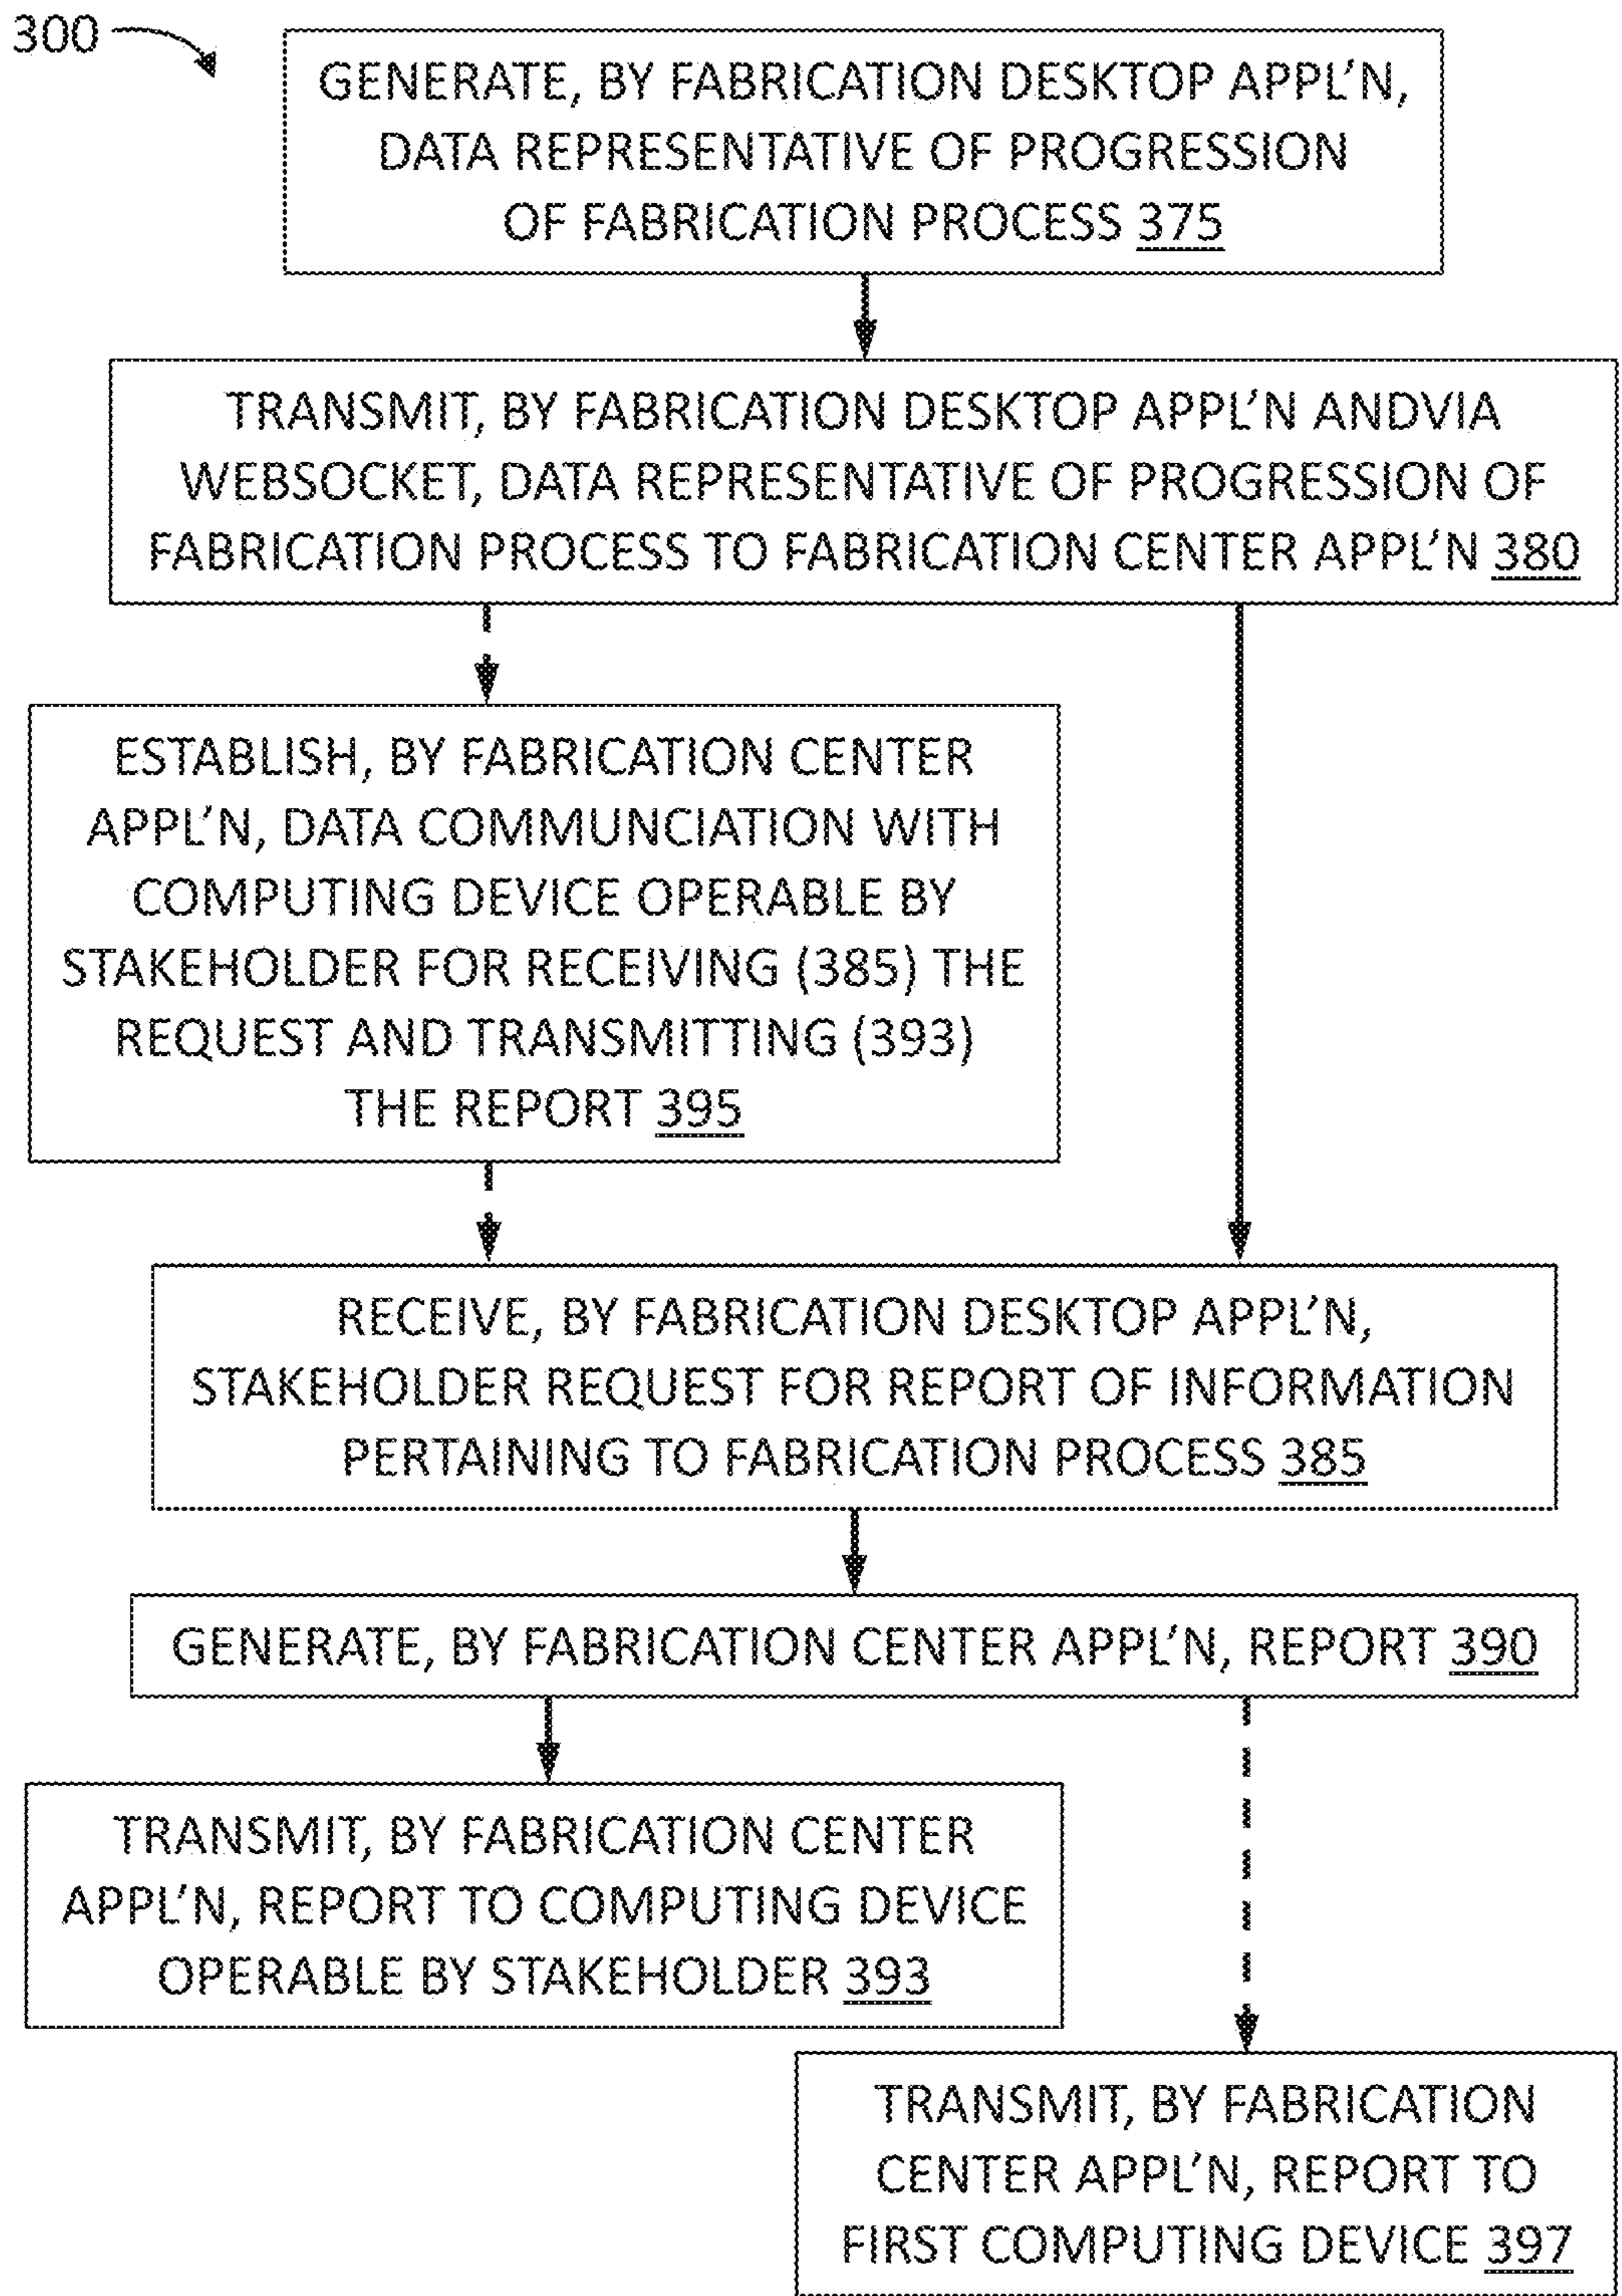 300
GENERATE, BY FABRICATION DESKTOP APPL'N,
DATA REPRESENTATIVE OF PROGRESSION
OF FABRICATION PROCESS 375
TRANSMIT, BY FABRICATION DESKTOP APPL'N ANDVIA
WEBSOCKET, DATA REPRESENTATIVE OF PROGRESSION OF
FABRICATION PROCESS TO FABRICATION CENTER APPL'N 380
ESTABLISH, BY FABRICATION CENTER
APPL'N, DATA COMMUNCIATION WITH
COMPUTING DEVICE OPERABLE BY
STAKEHOLDER FOR RECEIVING (385) THE
REQUEST AND TRANSMITTING (393)
THE REPORT 395
RECEIVE, BY FABRICATION DESKTOP APPL'N,
STAKEHOLDER REQUEST FOR REPORT OF INFORMATION
PERTAINING TO FABRICATION PROCESS 385
GENERATE, BY FABRICATION CENTER APPL'N, REPORT 390
TRANSMIT, BY FABRICATION CENTER
APPL'N, REPORT TO COMPUTING DEVICE
OPERABLE BY STAKEHOLDER 393
TRANSMIT, BY FABRICATION
CENTER APPL'N, REPORT TO
FIRST COMPUTING DEVICE 397